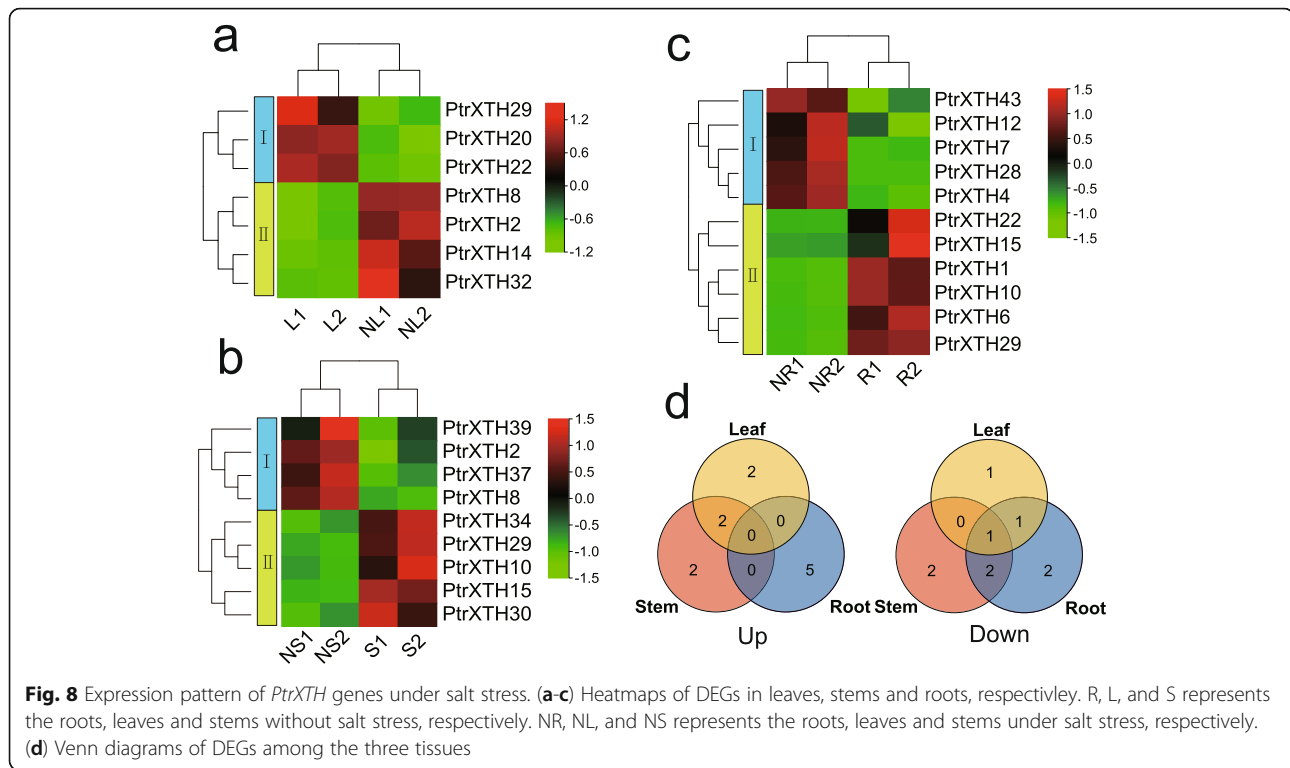 a
PtrXTH29
PtrXTH20
PtrXTH22
PtrXTH8
PtrXTH2
PtrXTH14
PtrXTH32
I
II
1.2
0.6
0.0
-0.6
-1.2
L1 L2 NL1 NL2
b
PtrXTH39
PtrXTH2
PtrXTH37
PtrXTH8
PtrXTH34
PtrXTH29
PtrXTH10
PtrXTH15
PtrXTH30
I
II
1.5
1.0
0.5
0.0
-0.5
-1.0
-1.5
NS1 NS2 S1 S2
c
PtrXTH43
PtrXTH12
PtrXTH7
PtrXTH28
PtrXTH4
PtrXTH22
PtrXTH15
PtrXTH1
PtrXTH10
PtrXTH6
PtrXTH29
I
II
1.5
1.0
0.5
0.0
-0.5
-1.0
-1.5
NR1 NR2 R1 R2
d
Leaf
2
2 0
0
2 0 5
Stem Root
Up
Leaf
1
0 1
1
2 2 2
Stem Root
Down
Fig. 8 Expression pattern of PtrXTH genes under salt stress. (a-c) Heatmaps of DEGs in leaves, stems and roots, respectivley. R, L, and S represents
the roots, leaves and stems without salt stress, respectively. NR, NL, and NS represents the roots, leaves and stems under salt stress, respectively.
(d) Venn diagrams of DEGs among the three tissues